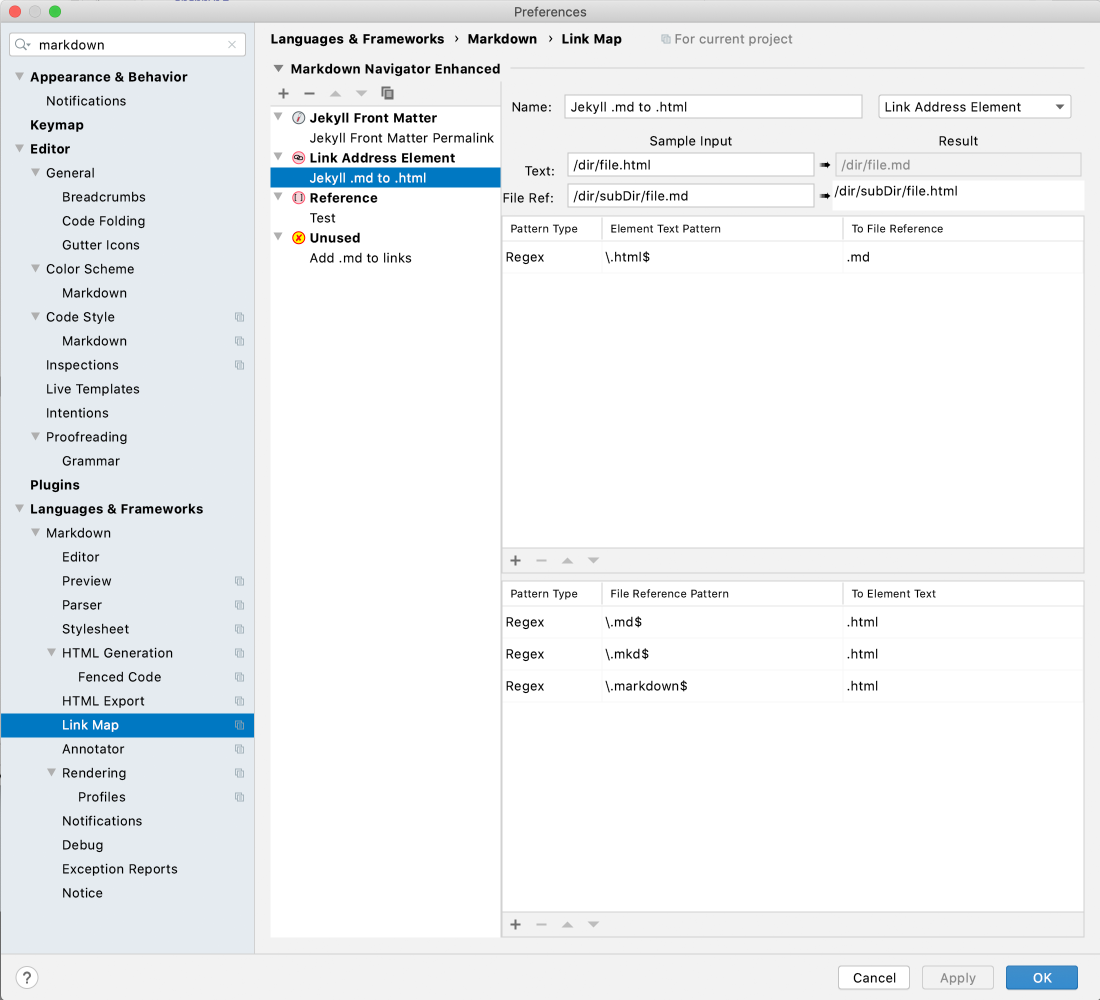 Preferences
markdown
Appearance & Behavior
Notifications
Keymap
Editor
General
Breadcrumbs
Code Folding
Gutter Icons
Color Scheme
Markdown
Code Style
Markdown
Inspections
Live Templates
Intentions
Proofreading
Grammar
Plugins
Languages & Frameworks
Markdown
Editor
Preview
Parser
Stylesheet
HTML Generation
Fenced Code
HTML Export
Link Map
Annotator
Rendering
Profiles
Notifications
Debug
Exception Reports
Notice
Languages & Frameworks › Markdown › Link Map For current project
Markdown Navigator Enhanced
Jekyll Front Matter
Jekyll Front Matter Permalink
Link Address Element
Jekyll .md to .html
Reference
Test
Unused
Add .md to links
Name: Jekyll .md to .html Link Address Element
Sample Input Result
Text: /dir/file.html /dir/file.md
File Ref: /dir/subDir/file.md /dir/subDir/file.html
Pattern Type Element Text Pattern To File Reference
Regex \.html$ .md
Pattern Type File Reference Pattern To Element Text
Regex \.md$ .html
Regex \.mkd$ .html
Regex \.markdown$ .html
? Cancel Apply OK